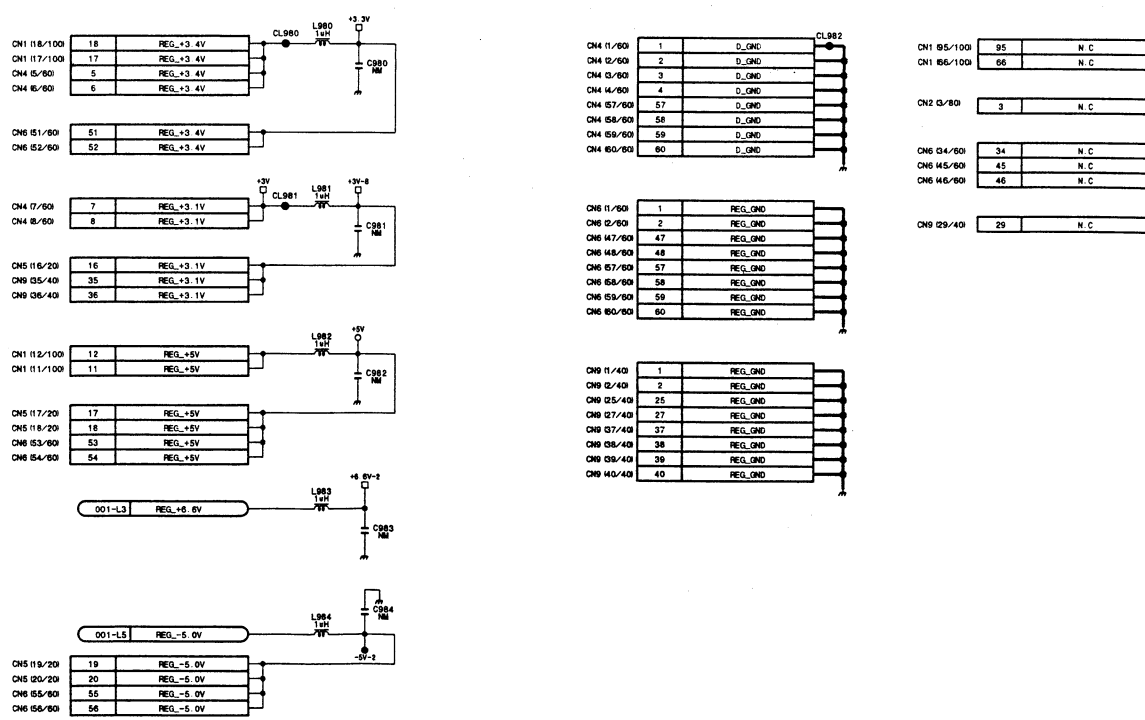 CL980
L980
1uH
+3.3V
CN1 (18/100) 18 REG_+3.4V
CN1 (17/100) 17 REG_+3.4V
CN4 (5/60) 5 REG_+3.4V
CN4 (6/60) 6 REG_+3.4V
C980
NM
CN6 (51/60) 51 REG_+3.4V
CN6 (52/60) 52 REG_+3.4V
+3V
CL981
L981
1uH
+3V-8
CN4 (7/60) 7 REG_+3.1V
CN4 (8/60) 8 REG_+3.1V
C981
NM
CN5 (16/20) 16 REG_+3.1V
CN9 (35/40) 35 REG_+3.1V
CN9 (36/40) 36 REG_+3.1V
L982
1uH
+5V
CN1 (12/100) 12 REG_+5V
CN1 (11/100) 11 REG_+5V
C982
NM
CN5 (17/20) 17 REG_+5V
CN5 (18/20) 18 REG_+5V
CN6 (53/60) 53 REG_+5V
CN6 (54/60) 54 REG_+5V
L983
1uH
+6.6V-2
001-L3 REG_+6.6V
C983
NM
C984
NM
L984
1uH
001-L5 REG_-5.0V
-5V-2
CN5 (19/20) 19 REG_-5.0V
CN5 (20/20) 20 REG_-5.0V
CN6 (55/60) 55 REG_-5.0V
CN6 (56/60) 56 REG_-5.0V
CL982
CN4 (1/60) 1 D_GND
CN4 (2/60) 2 D_GND
CN4 (3/60) 3 D_GND
CN4 (4/60) 4 D_GND
CN4 (57/60) 57 D_GND
CN4 (58/60) 58 D_GND
CN4 (59/60) 59 D_GND
CN4 (60/60) 60 D_GND
CN6 (1/60) 1 REG_GND
CN6 (2/60) 2 REG_GND
CN6 (47/60) 47 REG_GND
CN6 (48/60) 48 REG_GND
CN6 (57/60) 57 REG_GND
CN6 (58/60) 58 REG_GND
CN6 (59/60) 59 REG_GND
CN6 (60/60) 60 REG_GND
CN9 (1/40) 1 REG_GND
CN9 (2/40) 2 REG_GND
CN9 (25/40) 25 REG_GND
CN9 (27/40) 27 REG_GND
CN9 (37/40) 37 REG_GND
CN9 (38/40) 38 REG_GND
CN9 (39/40) 39 REG_GND
CN9 (40/40) 40 REG_GND
CN1 (95/100) 95 N.C
CN1 (66/100) 66 N.C
CN2 (3/80) 3 N.C
CN6 (34/60) 34 N.C
CN6 (45/60) 45 N.C
CN6 (46/60) 46 N.C
CN9 (29/40) 29 N.C